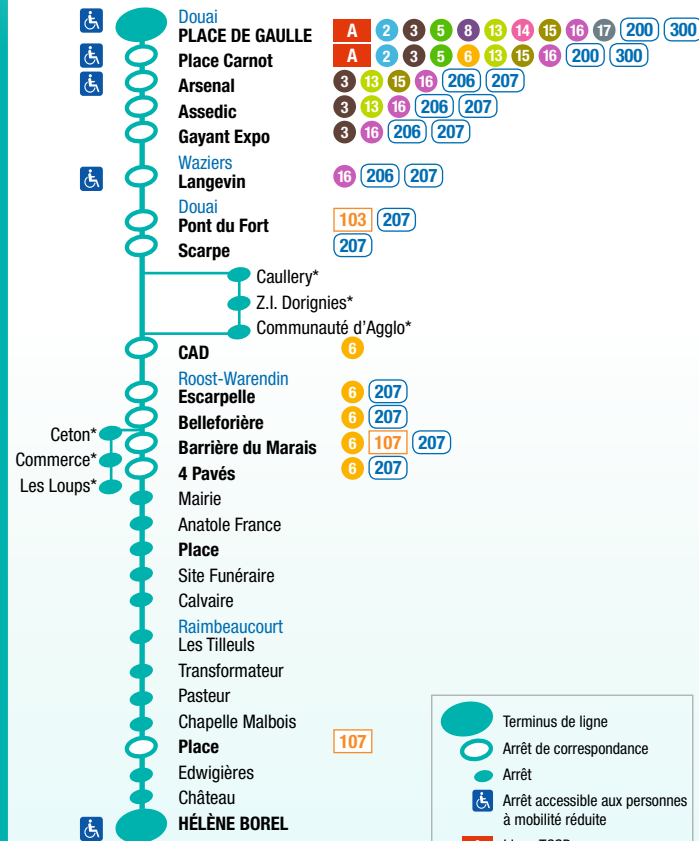 Douai
PLACE DE GAULLE A 2 3 5 8 13 14 15 16 17 200 300
Place Carnot A 2 3 5 6 13 15 16 200 300
Arsenal 3 13 15 16 206 207
Assedic 3 13 16 206 207
Gayant Expo 3 16 206 207
Waziers
Langevin 16 206 207
Douai
Pont du Fort 103 207
Scarpe 207
Caullery*
Z.I. Dorignies*
Communauté d'Agglo*
CAD 6
Roost-Warendin
Escarpelle 6 207
Belleforière 6 207
Ceton*
Barrière du Marais 6 107 207
Commerce*
4 Pavés 6 207
Les Loups*
Mairie
Anatole France
Place
Site Funéraire
Calvaire
Raimbeaucourt
Les Tilleuls
Transformateur
Pasteur
Chapelle Malbois
Place 107
Edwigières
Château
HÉLÈNE BOREL
Terminus de ligne
Arrêt de correspondance
Arrêt
Arrêt accessible aux personnes
à mobilité réduite